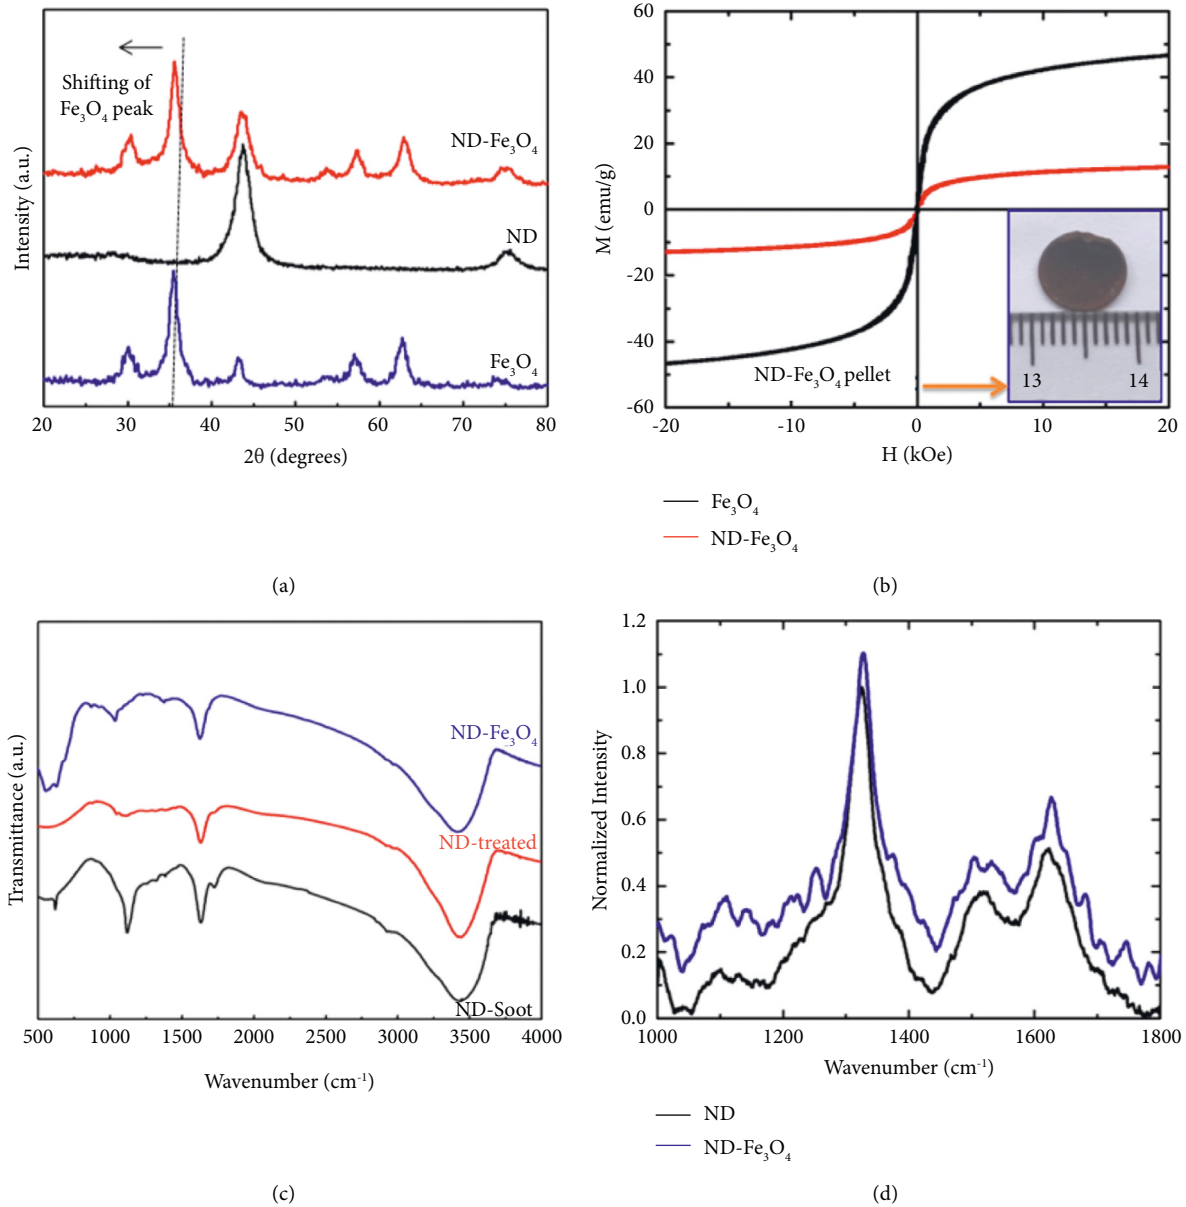 Shifting of
Fe₃O₄ peak
ND-Fe₃O₄
ND
Fe₃O₄
Intensity (a.u.)
20 30 40 50 60 70 80
2θ (degrees)
(a)
60
40
20
0
-20
-40
-60
M (emu/g)
ND-Fe₃O₄ pellet
13 14
-20 -10 0 10 20
H (kOe)
Fe₃O₄
ND-Fe₃O₄
(b)
Transmittance (a.u.)
ND-Fe₃O₄
ND-treated
ND-Soot
500 1000 1500 2000 2500 3000 3500 4000
Wavenumber (cm⁻¹)
(c)
1.2
1.0
0.8
0.6
0.4
0.2
0.0
Normalized Intensity
1000 1200 1400 1600 1800
Wavenumber (cm⁻¹)
ND
ND-Fe₃O₄
(d)